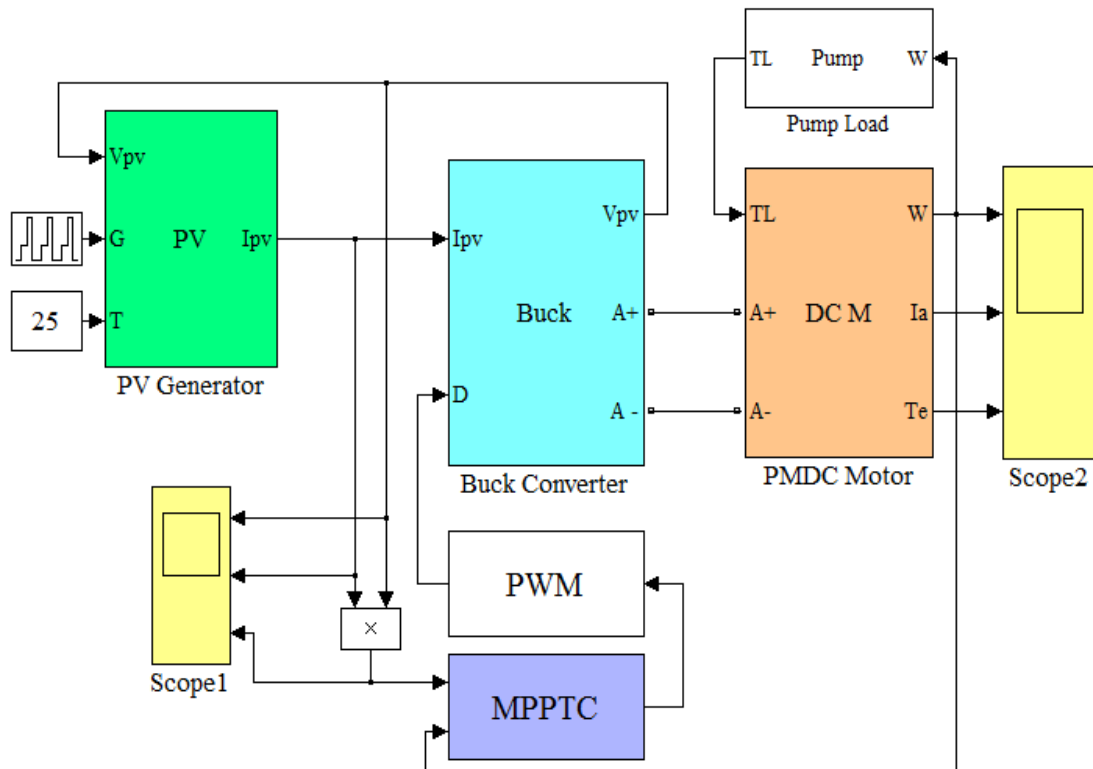 TL Pump W
Pump Load
Vpv
G PV Ipv
25 T
PV Generator
Vpv
Ipv
Buck A+
D
A -
Buck Converter
TL W
A+ DC M Ia
A- Te
PMDC Motor
Scope2
Scope1
×
PWM
MPPTC